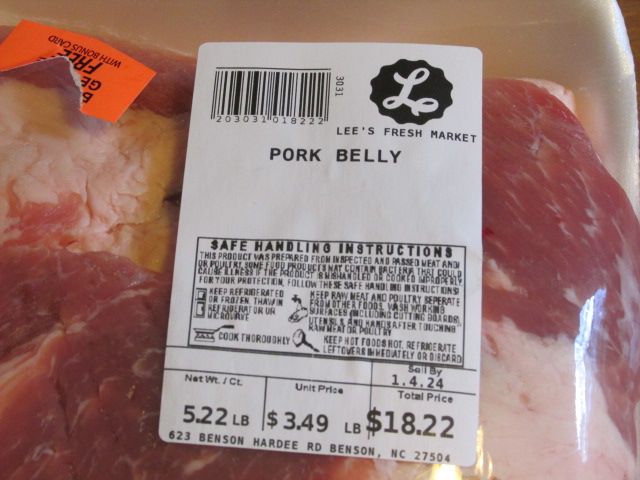 B
GE
FREE
WITH BONUS CARD
3031
203031018222
LEE'S FRESH MARKET
PORK BELLY
SAFE HANDLING INSTRUCTIONS
THIS PRODUCT WAS PREPARED FROM INSPECTED AND PASSED MEAT AND/
OR POULTRY. SOME FOOD PRODUCTS MAY CONTAIN BACTERIA THAT COULD
CAUSE ILLNESS IF THE PRODUCT IS MISHANDLED OR COOKED IMPROPERLY.
FOR YOUR PROTECTION, FOLLOW THESE SAFE HANDLING INSTRUCTIONS:
KEEP REFRIGERATED
OR FROZEN. THAW IN
REFRIGERATOR OR
MICROWAVE
KEEP RAW MEAT AND POULTRY SEPERATE
FROM OTHER FOODS. WASH WORKING
SURFACES (INCLUDING CUTTING BOARDS)
UTENSILS, AND HANDS AFTER TOUCHING
RAW MEAT OR POULTRY
COOK THOROUGHLY
KEEP HOT FOODS HOT. REFRIGERATE
LEFTOVERS IMMEDIATELY OR DISCARD
Sell By
1.4.24
Net Wt. / Ct.
Unit Price
Total Price
5.22 LB
$3.49 LB
$18.22
623 BENSON HARDEE RD BENSON, NC 27504